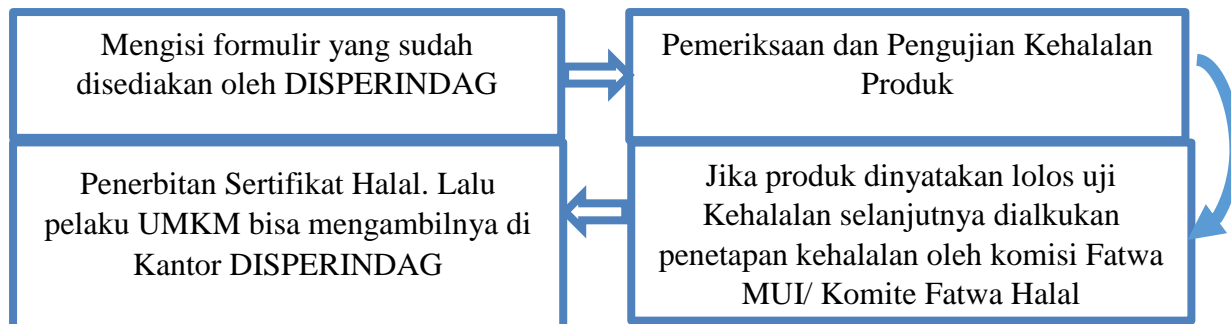 Mengisi formulir yang sudah
disediakan oleh DISPERINDAG
Pemeriksaan dan Pengujian Kehalalan
Produk
Jika produk dinyatakan lolos uji
Kehalalan selanjutnya dialkukan
penetapan kehalalan oleh komisi Fatwa
MUI/ Komite Fatwa Halal
Penerbitan Sertifikat Halal. Lalu
pelaku UMKM bisa mengambilnya di
Kantor DISPERINDAG